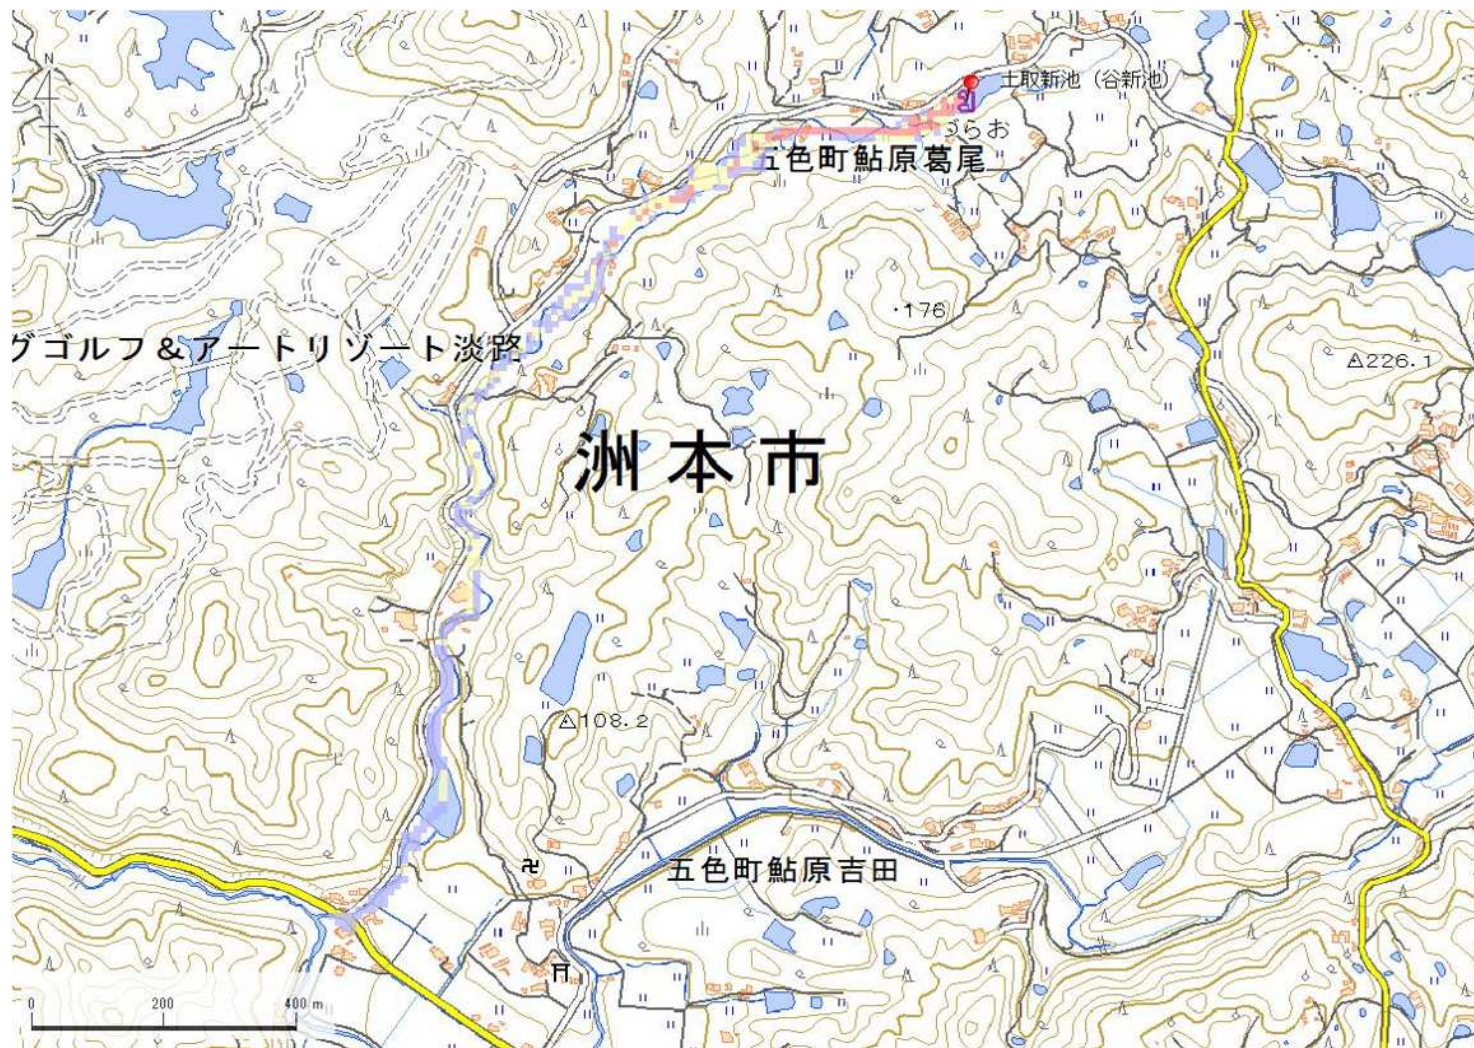 N
土取新池（谷新池）
づらお
五色町鮎原葛尾
・176
グゴルフ＆アートリゾート淡路
△226.1
洲本市
150
△108.2
五色町鮎原吉田
0 200 400 m